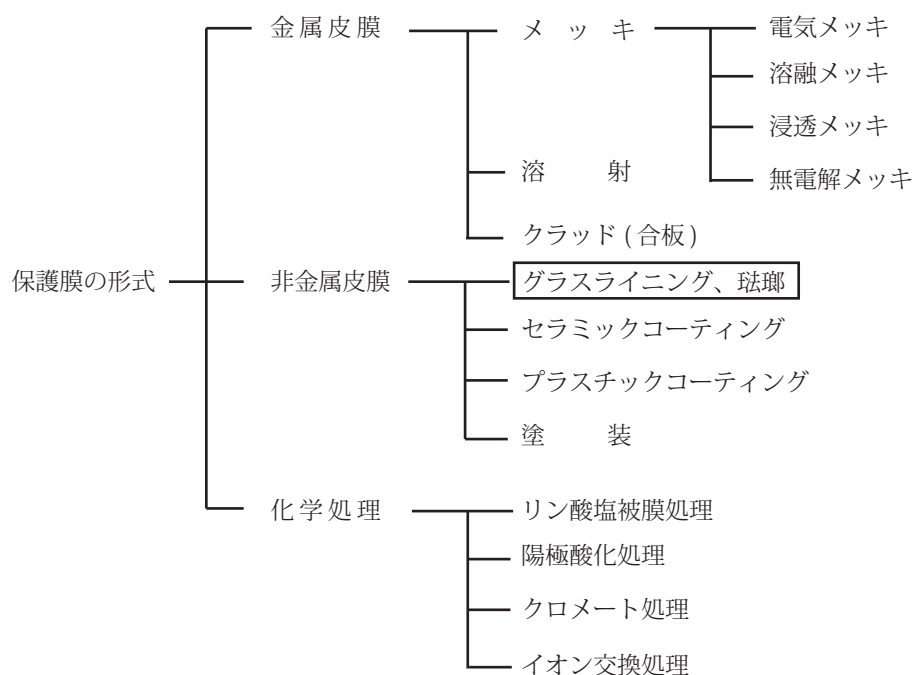 金属皮膜
メッキ
電気メッキ
溶融メッキ
浸透メッキ
無電解メッキ
溶射
クラッド(合板)
保護膜の形式
非金属皮膜
グラスライニング、琺瑯
セラミックコーティング
プラスチックコーティング
塗装
化学処理
リン酸塩被膜処理
陽極酸化処理
クロメート処理
イオン交換処理